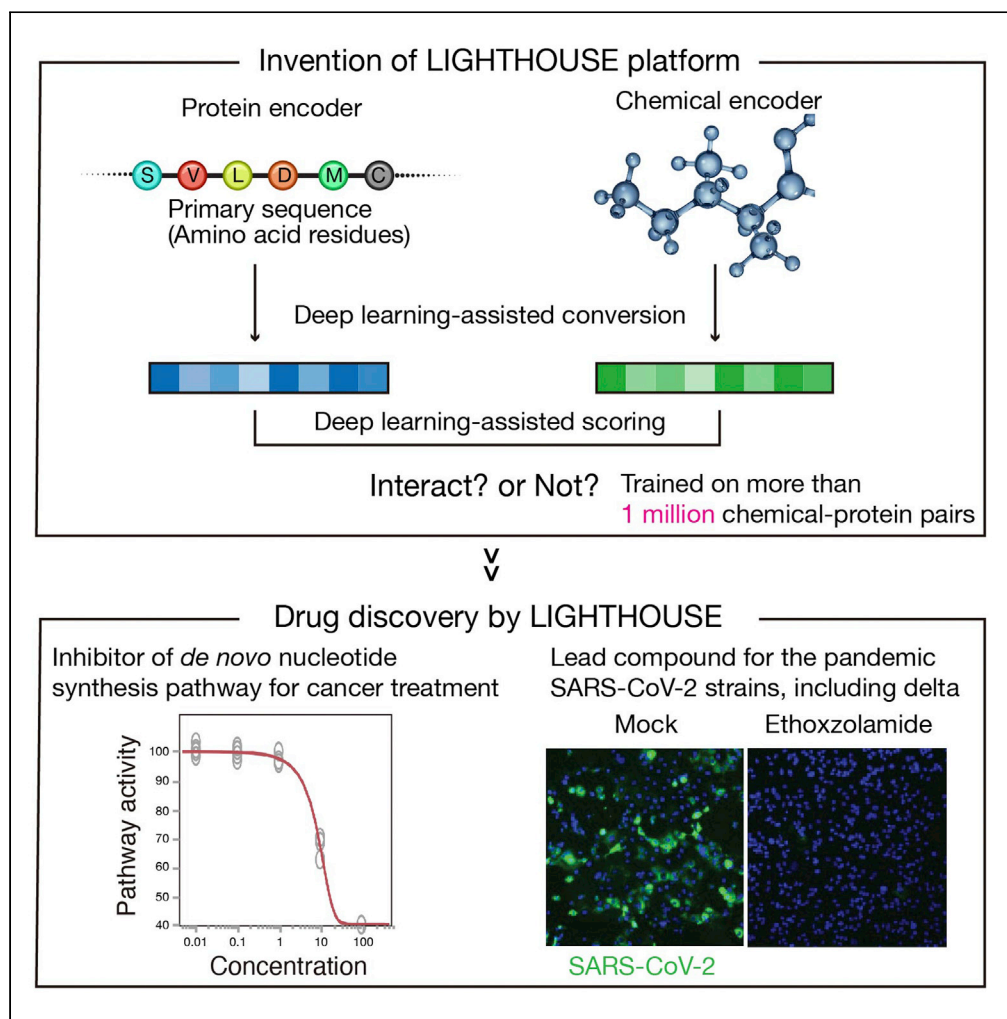 Invention of LIGHTHOUSE platform
Protein encoder
Chemical encoder
S V L D M C
Primary sequence
(Amino acid residues)
Deep learning-assisted conversion
Deep learning-assisted scoring
Interact? or Not?
Trained on more than
1 million chemical-protein pairs
Drug discovery by LIGHTHOUSE
Inhibitor of de novo nucleotide
synthesis pathway for cancer treatment
Pathway activity
100
90
80
70
60
50
40
0.01 0.1 1 10 100
Concentration
Lead compound for the pandemic
SARS-CoV-2 strains, including delta
Mock
Ethoxzolamide
SARS-CoV-2